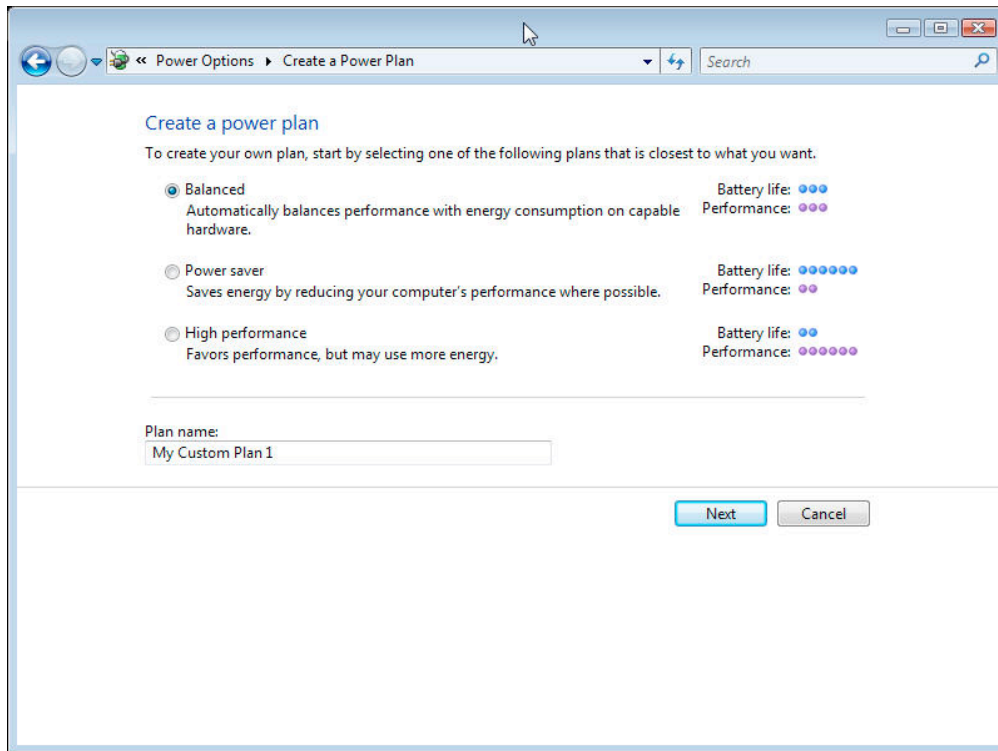 « Power Options ▸ Create a Power Plan
Search
Create a power plan
To create your own plan, start by selecting one of the following plans that is closest to what you want.
Balanced
Battery life:
Automatically balances performance with energy consumption on capable
Performance:
hardware.
Power saver
Battery life:
Saves energy by reducing your computer's performance where possible.
Performance:
High performance
Battery life:
Favors performance, but may use more energy.
Performance:
Plan name:
My Custom Plan 1
Next
Cancel